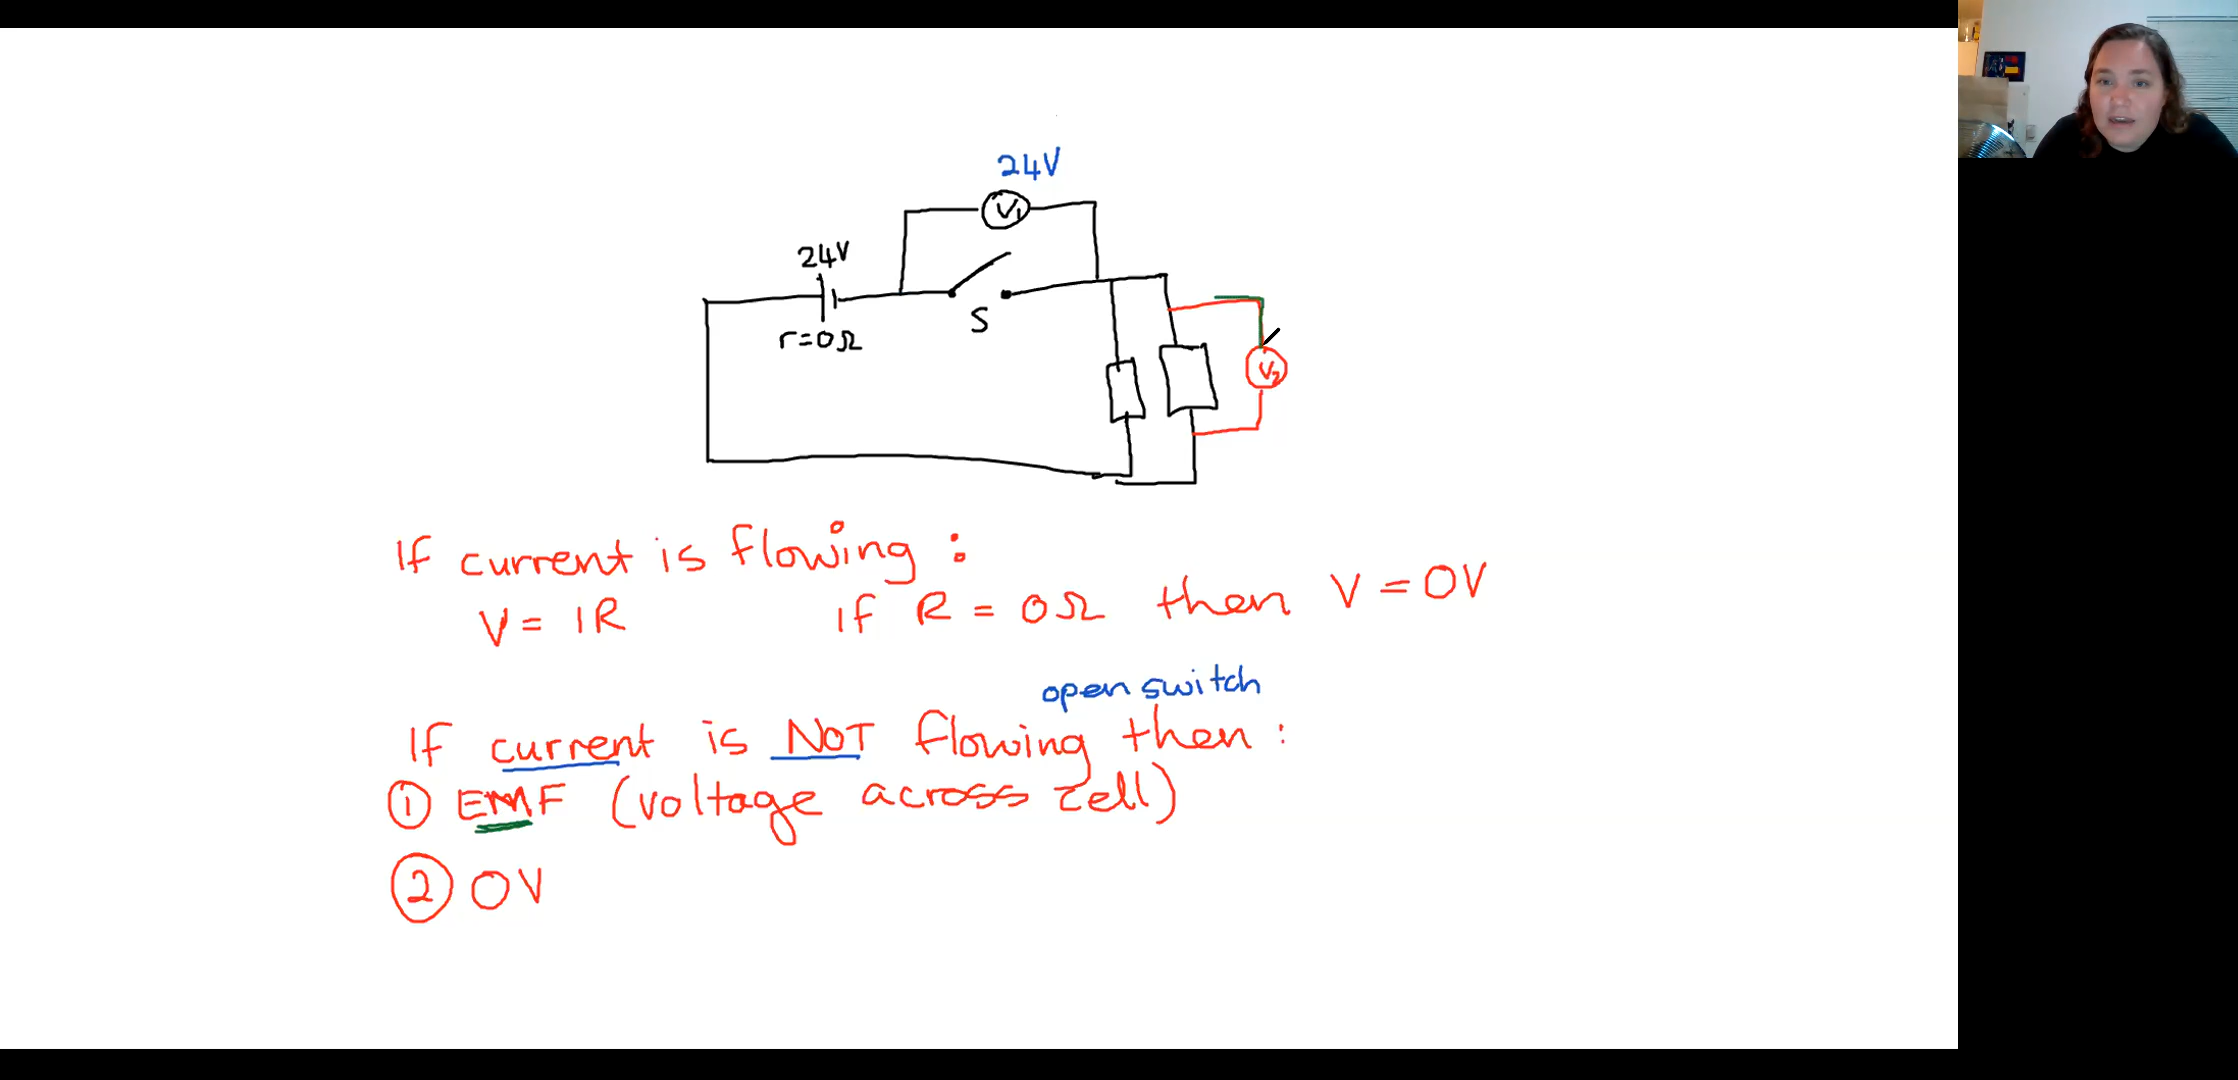 24V
V1
24V
r=0Ω
S
V2
If current is flowing :
V = IR
If R = 0Ω then V = 0V
open switch
If current is NOT flowing then :
① EMF (voltage across cell)
② 0V